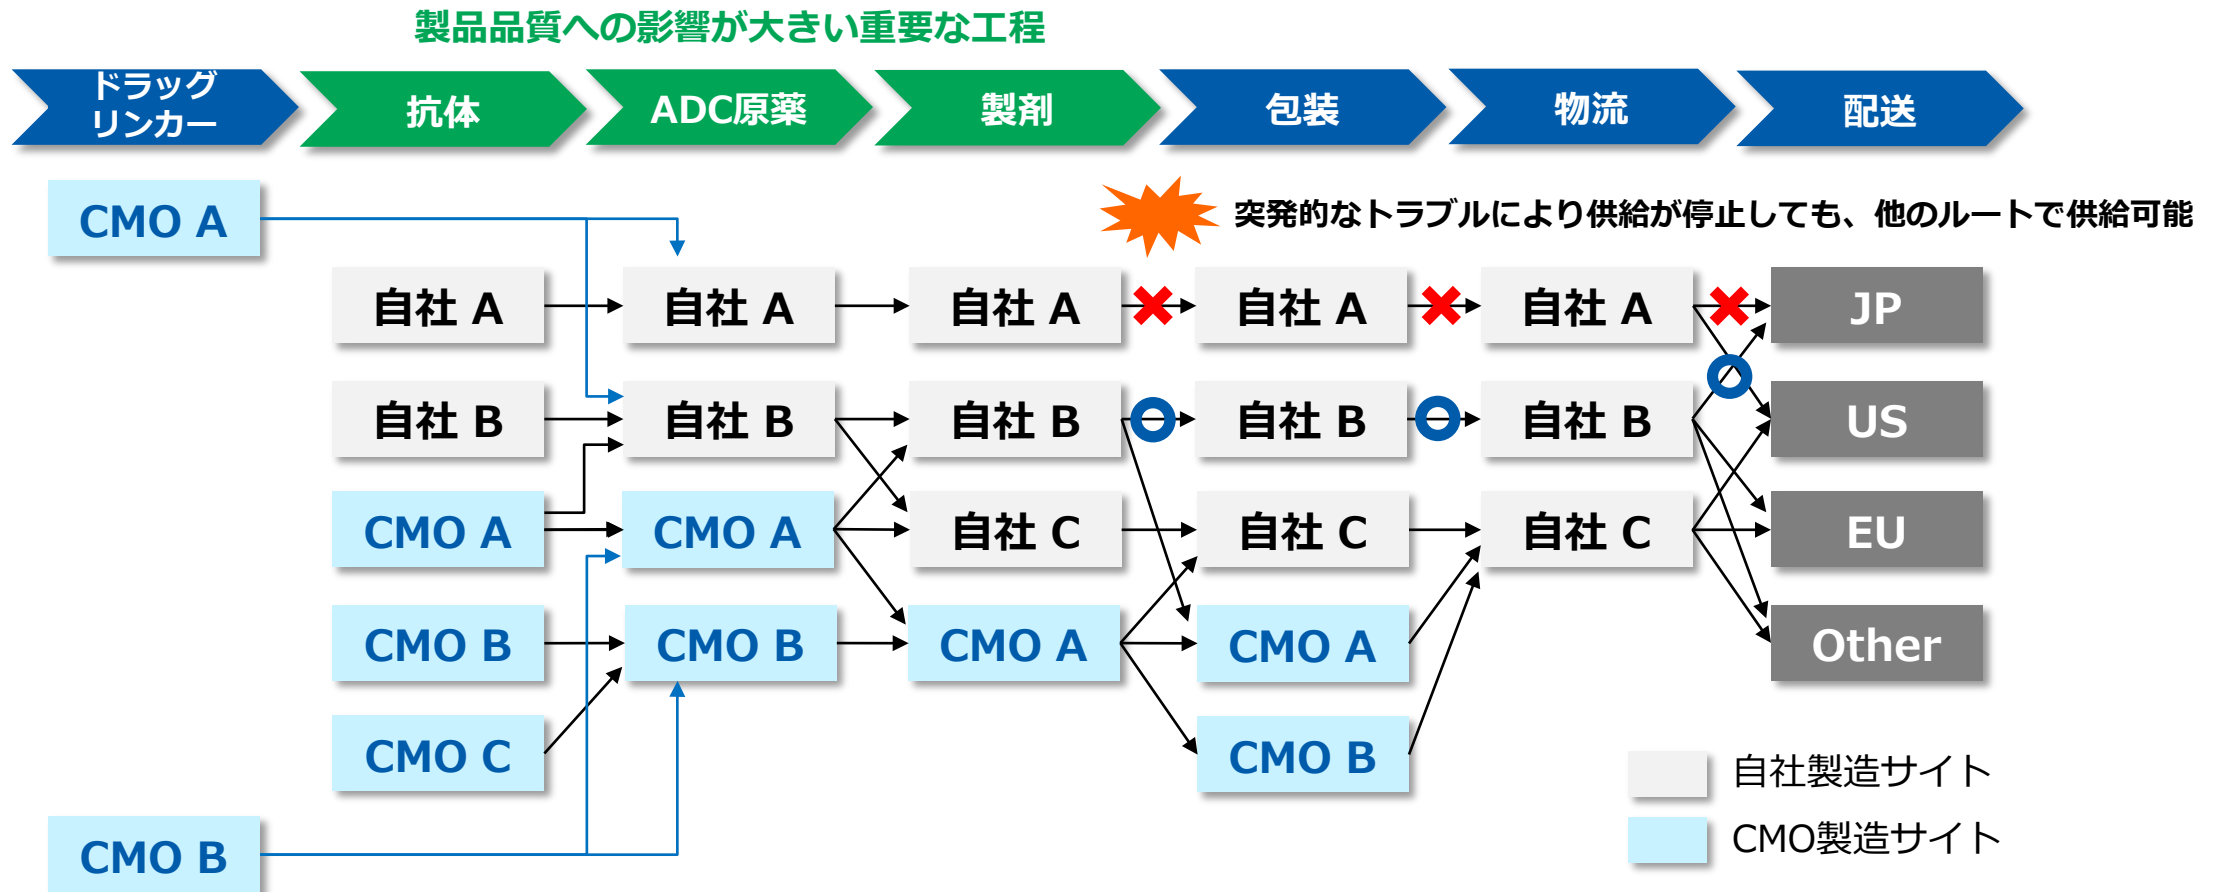 製品品質への影響が大きい重要な工程
ドラッグ
リンカー
抗体
ADC原薬
製剤
包装
物流
配送
CMO A
突発的なトラブルにより供給が停止しても、他のルートで供給可能
自社 A
自社 A
自社 A
自社 A
自社 A
JP
自社 B
自社 B
自社 B
自社 B
自社 B
US
CMO A
CMO A
自社 C
自社 C
自社 C
EU
CMO B
CMO B
CMO A
CMO A
Other
CMO C
CMO B
自社製造サイト
CMO製造サイト
CMO B